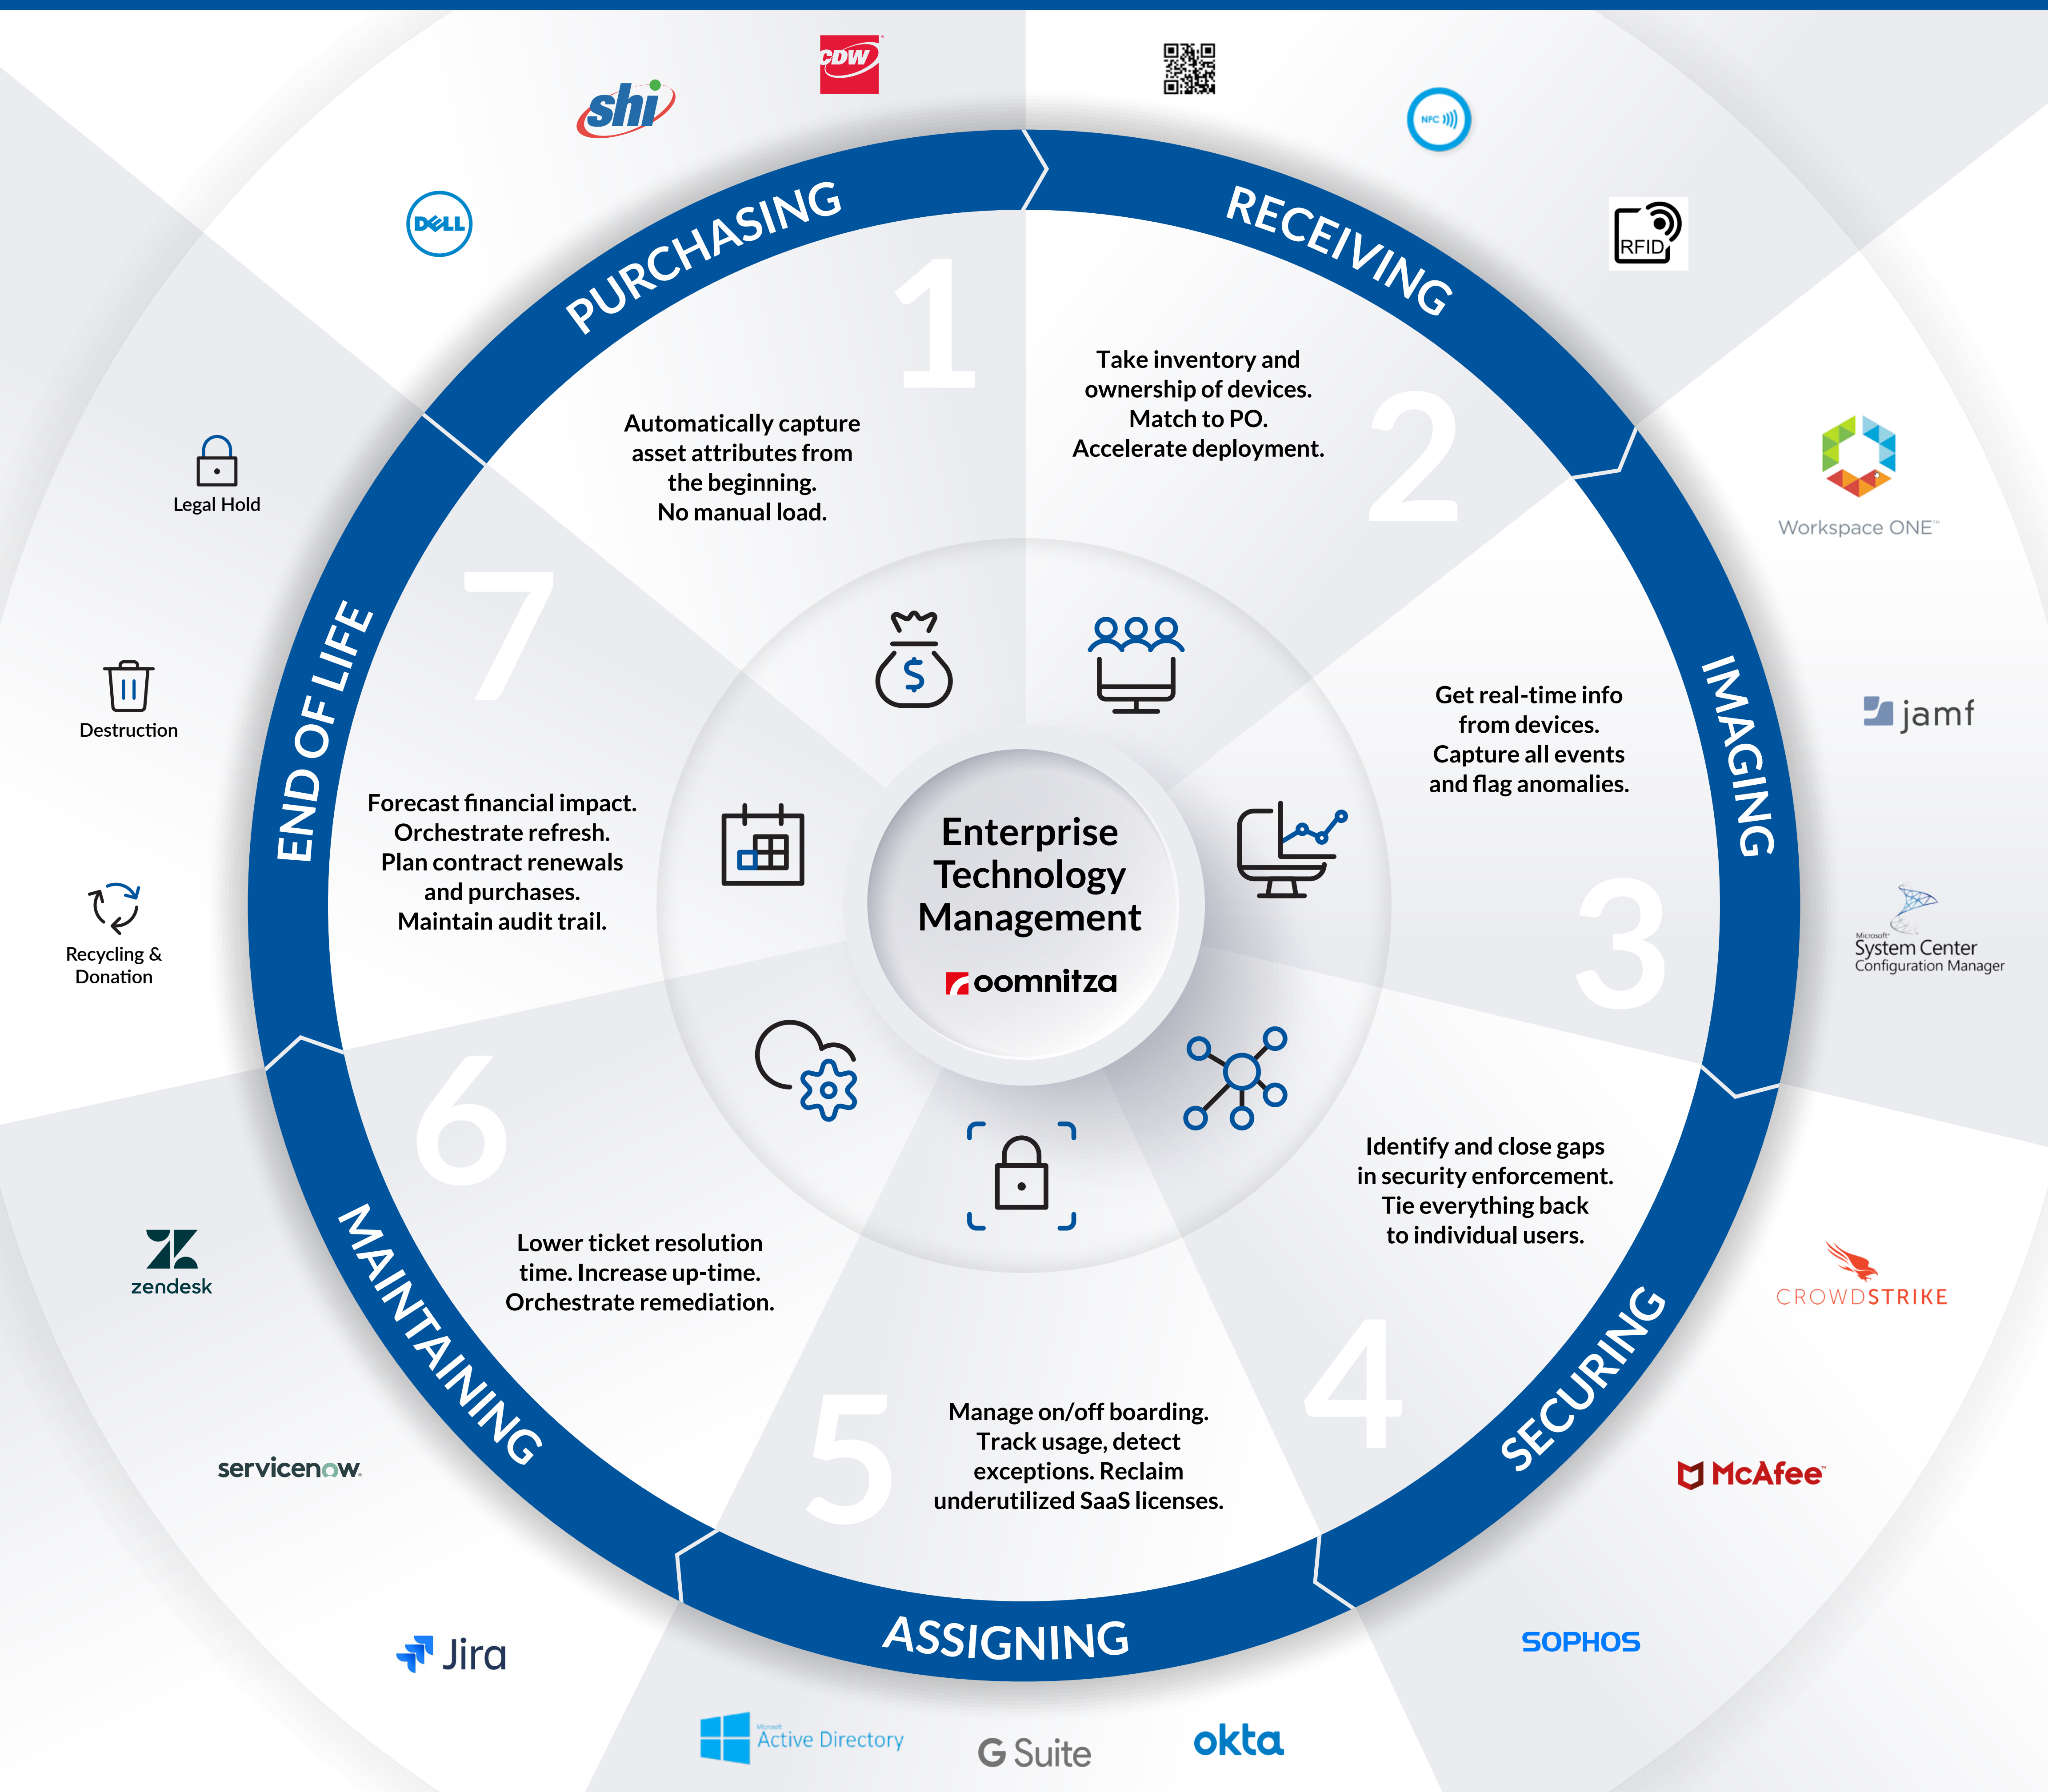 CDW
shi
DELL
NFC
RFID
PURCHASING
1
Automatically capture
asset attributes from
the beginning.
No manual load.
RECEIVING
2
Take inventory and
ownership of devices.
Match to PO.
Accelerate deployment.
IMAGING
3
Get real-time info
from devices.
Capture all events
and flag anomalies.
Workspace ONE™
jamf
Microsoft®
System Center
Configuration Manager
SECURING
4
Identify and close gaps
in security enforcement.
Tie everything back
to individual users.
CROWDSTRIKE
McAfee™
SOPHOS
ASSIGNING
5
Manage on/off boarding.
Track usage, detect
exceptions. Reclaim
underutilized SaaS licenses.
Microsoft
Active Directory
G Suite
okta
MAINTAINING
6
Lower ticket resolution
time. Increase up-time.
Orchestrate remediation.
zendesk
servicenow.
Jira
END OF LIFE
7
Forecast financial impact.
Orchestrate refresh.
Plan contract renewals
and purchases.
Maintain audit trail.
Legal Hold
Destruction
Recycling &
Donation
$
Enterprise
Technology
Management
oomnitza